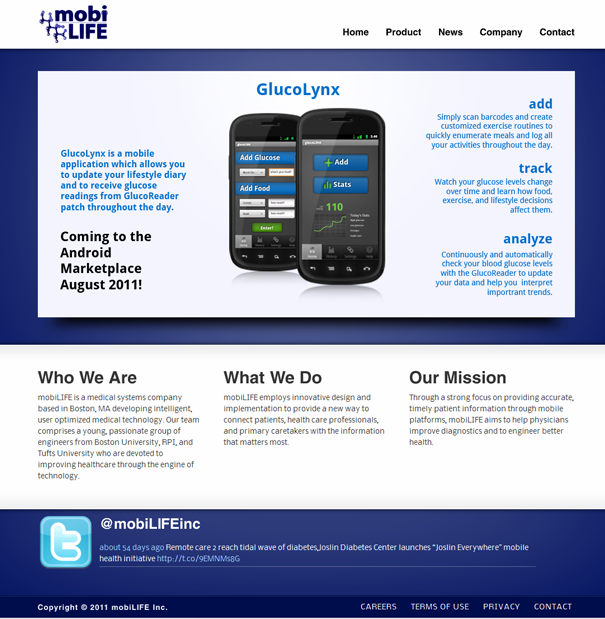 mobi
LIFE
Home Product News Company Contact
GlucoLynx
GlucoLynx is a mobile
application which allows you
to update your lifestyle diary
and to receive glucose
readings from GlucoReader
patch throughout the day.
Coming to the
Android
Marketplace
August 2011!
Add Glucose
Add Food
Enter!
Add
Stats
110
Today's Stats
add
Simply scan barcodes and create
customized exercise routines to
quickly enumerate meals and log all
your activities throughout the day.
track
Watch your glucose levels change
over time and learn how food,
exercise, and lifestyle decisions
affect them.
analyze
Continuously and automatically
check your blood glucose levels
with the GlucoReader to update
your data and help you interpret
importrant trends.
Who We Are
mobiLIFE is a medical systems company
based in Boston, MA developing intelligent,
user optimized medical technology. Our team
comprises a young, passionate group of
engineers from Boston University, RPI, and
Tufts University who are devoted to
improving healthcare through the engine of
technology.
What We Do
mobiLIFE employs innovative design and
implementation to provide a new way to
connect patients, health care professionals,
and primary caretakers with the information
that matters most.
Our Mission
Through a strong focus on providing accurate,
timely patient information through mobile
platforms, mobiLIFE aims to help physicians
improve diagnostics and to engineer better
health.
@mobiLIFEinc
about 54 days ago Remote care 2 reach tidal wave of diabetes,Joslin Diabetes Center launches "Joslin Everywhere" mobile
health initiative http://t.co/9EMNMs8G
Copyright © 2011 mobiLIFE Inc.
CAREERS TERMS OF USE PRIVACY CONTACT